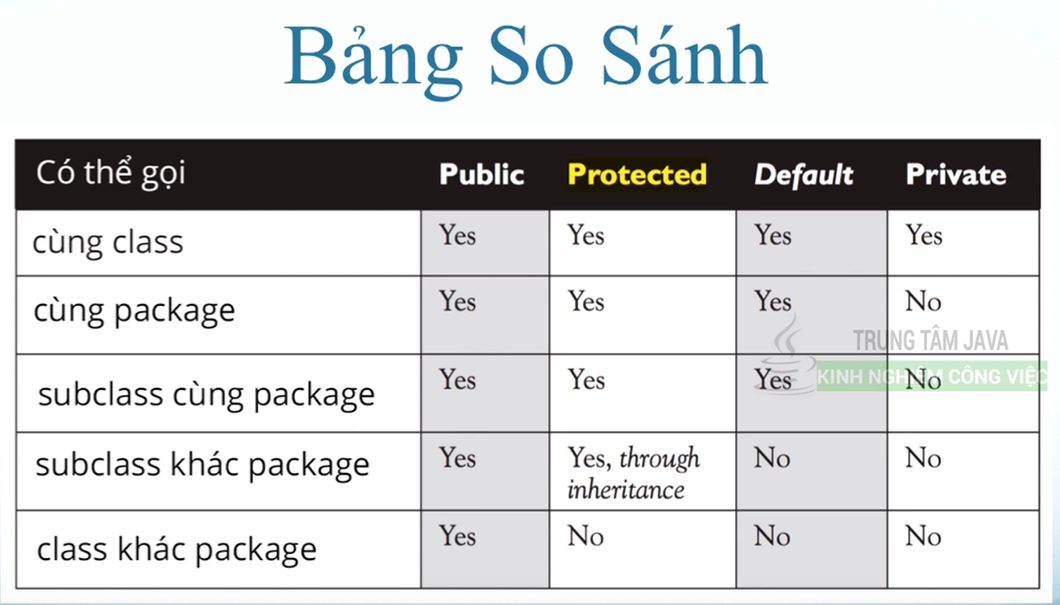 Bảng So Sánh
Có thể gọi Public Protected Default Private
cùng class Yes Yes Yes Yes
cùng package Yes Yes Yes No
TRUNG TÂM JAVA
KINH NGHIỆM CÔNG VIỆC
subclass cùng package Yes Yes Yes No
subclass khác package Yes Yes, through No No
inheritance
class khác package Yes No No No